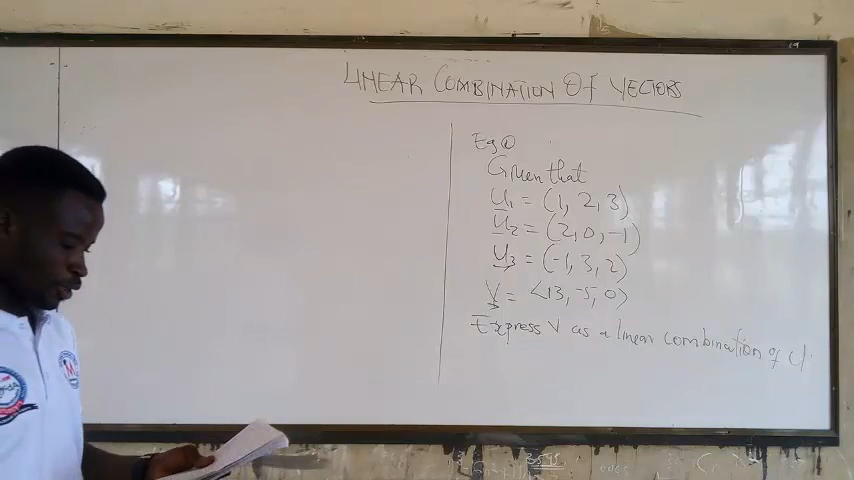 LINEAR COMBINATION OF VECTORS
Eg①
Given that
u1 = (1, 2, 3)
u2 = (2, 0, -1)
u3 = (-1, 3, 2)
V = <13, -5, 0>
Express V as a linear combination of U